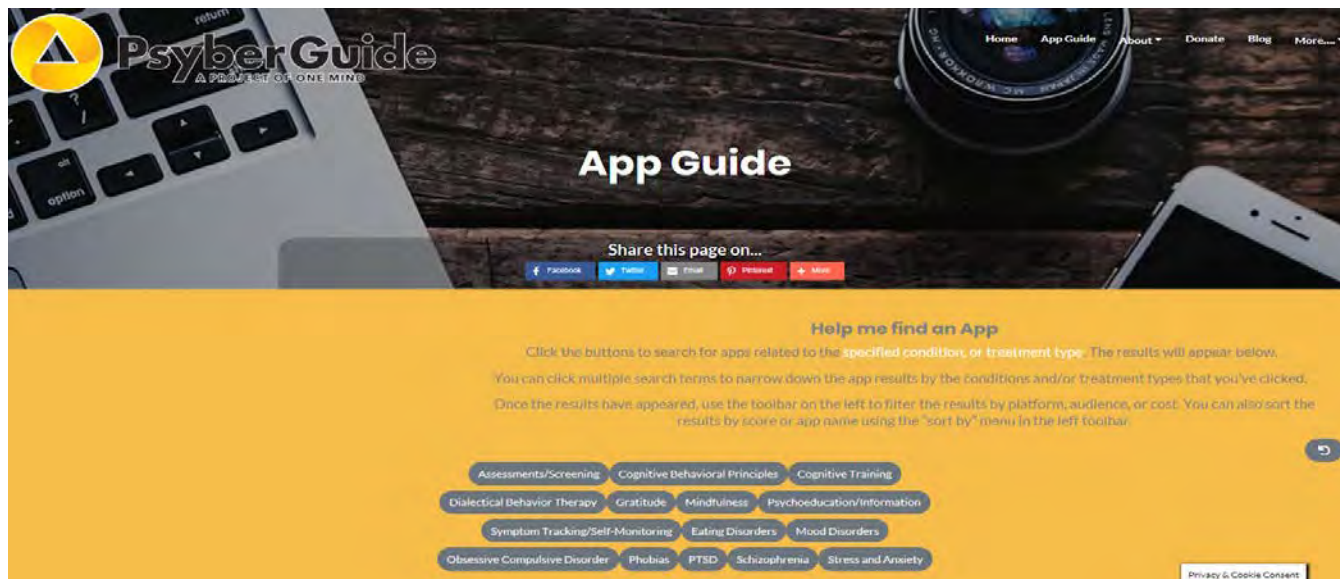 return
PsyberGuide
A PROJECT OF ONE MIND
Home App Guide About Donate Blog More...
alt
option
App Guide
Share this page on...
Facebook Twitter Email Pinterest More
Help me find an App
Click the buttons to search for apps related to the specified condition, or treatment type. The results will appear below.
You can click multiple search terms to narrow down the app results by the conditions and/or treatment types that you've clicked.
Once the results have appeared, use the toolbar on the left to filter the results by platform, audience, or cost. You can also sort the
results by score or app name using the "sort by" menu in the left toolbar.
Assessments/Screening Cognitive Behavioral Principles Cognitive Training
Dialectical Behavior Therapy Gratitude Mindfulness Psychoeducation/Information
Symptom Tracking/Self-Monitoring Eating Disorders Mood Disorders
Obsessive Compulsive Disorder Phobias PTSD Schizophrenia Stress and Anxiety
Privacy & Cookie Consent